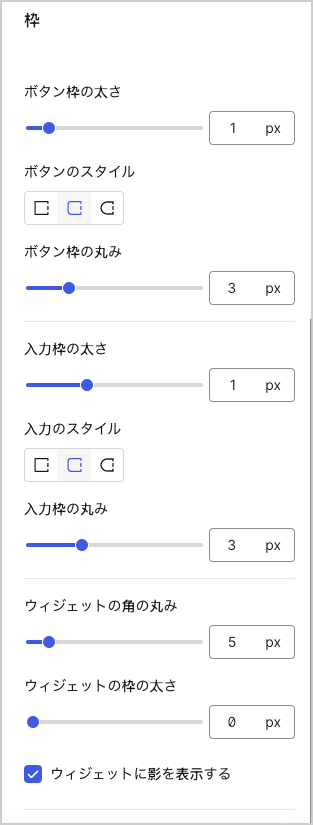 枠
ボタン枠の太さ
1 px
ボタンのスタイル
ボタン枠の丸み
3 px
入力枠の太さ
1 px
入力のスタイル
入力枠の丸み
3 px
ウィジェットの角の丸み
5 px
ウィジェットの枠の太さ
0 px
ウィジェットに影を表示する